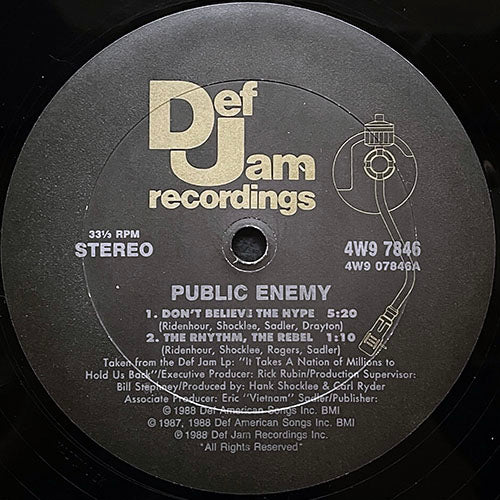 Def
Jam
recordings
33⅓ RPM
STEREO
4W9 7846
4W9 07846A
PUBLIC ENEMY
1. DON'T BELIEVE THE HYPE 5:20
(Ridenhour, Shocklee, Sadler, Drayton)
2. THE RHYTHM, THE REBEL 1:10
(Ridenhour, Shocklee, Rogers, Sadler)
Taken from the Def Jam Lp: "It Takes A Nation of Millions to
Hold Us Back"/Executive Producer: Rick Rubin/Production Supervisor:
Bill Stephney/Produced by: Hank Shocklee & Carl Ryder
Associate Producer: Eric "Vietnam" Sadler/Publisher:
© 1988 Def American Songs Inc. BMI
© 1987, 1988 Def American Songs Inc. BMI
℗ 1988 Def Jam Recordings Inc.
"All Rights Reserved"